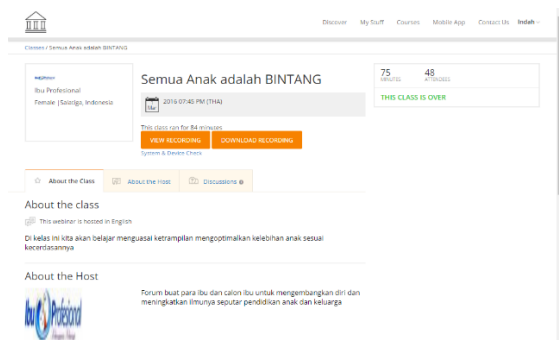 Discover My Stuff Courses Mobile App Contact Us Indah
Classes / Semua Anak adalah BINTANG
Ibu Profesional
Female | Salatiga, Indonesia
Semua Anak adalah BINTANG
Mar
2016 07:45 PM (THA)
This class ran for 84 minutes
VIEW RECORDING DOWNLOAD RECORDING
System & Device Check
75 48
MINUTES ATTENDEES
THIS CLASS IS OVER
About the Class About the Host Discussions
About the class
This webinar is hosted in English
Di kelas ini kita akan belajar menguasai ketrampilan mengoptimalkan kelebihan anak sesuai
kecerdasannya
About the Host
Forum buat para ibu dan calon ibu untuk mengembangkan diri dan
meningkatkan ilmunya seputar pendidikan anak dan keluarga
Ibu Profesional